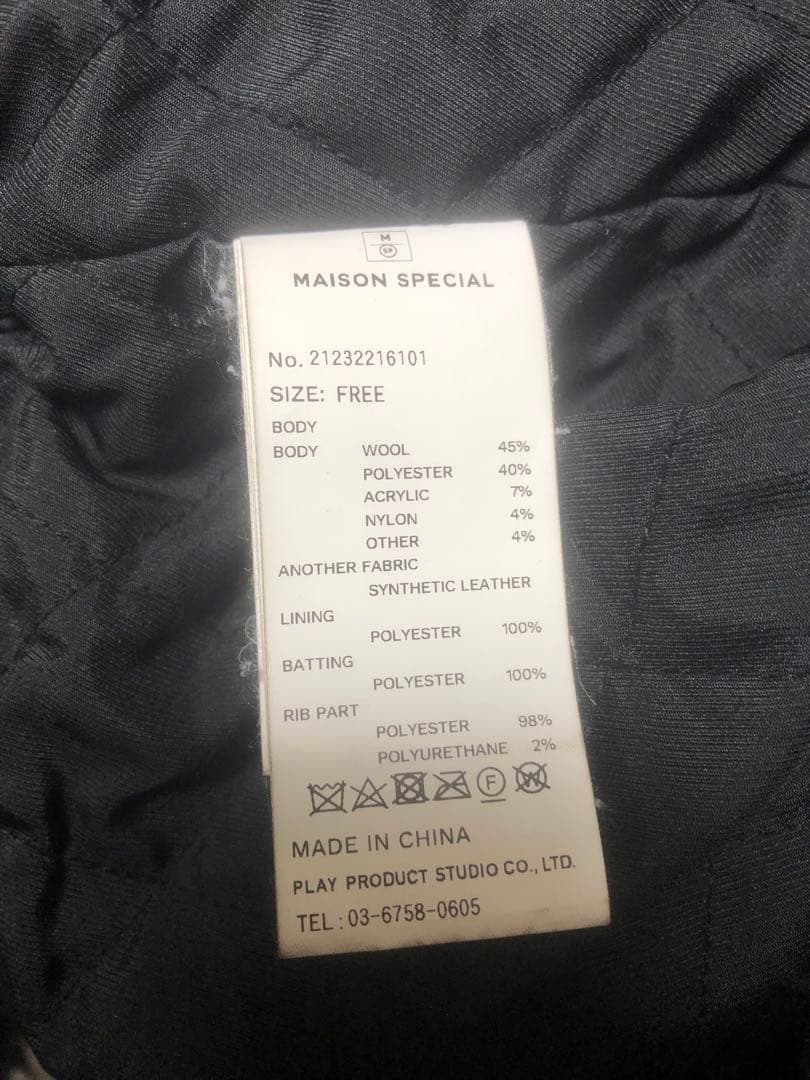 M
SP
MAISON SPECIAL
No. 21232216101
SIZE: FREE
BODY
BODY WOOL 45%
POLYESTER 40%
ACRYLIC 7%
NYLON 4%
OTHER 4%
ANOTHER FABRIC
SYNTHETIC LEATHER
LINING
POLYESTER 100%
BATTING
POLYESTER 100%
RIB PART
POLYESTER 98%
POLYURETHANE 2%
F W
MADE IN CHINA
PLAY PRODUCT STUDIO CO., LTD.
TEL : 03-6758-0605